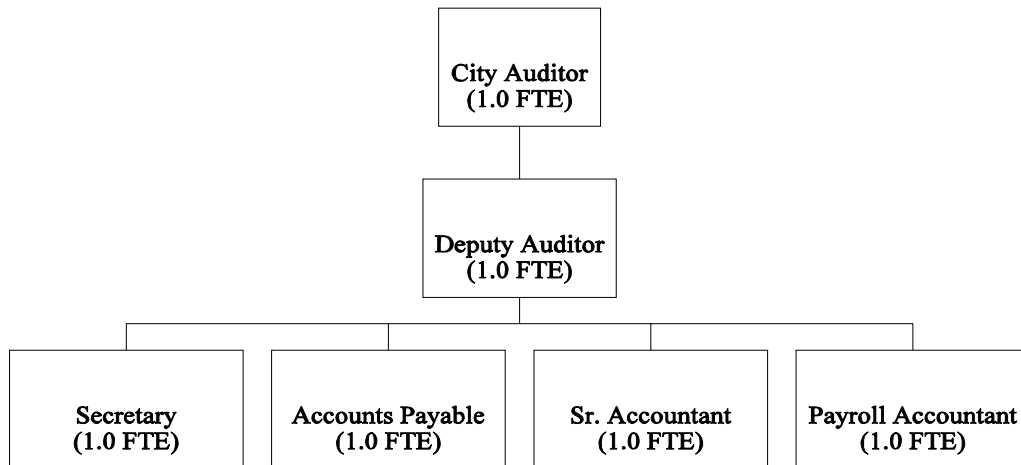 City Auditor
(1.0 FTE)
Deputy Auditor
(1.0 FTE)
Secretary
(1.0 FTE)
Accounts Payable
(1.0 FTE)
Sr. Accountant
(1.0 FTE)
Payroll Accountant
(1.0 FTE)